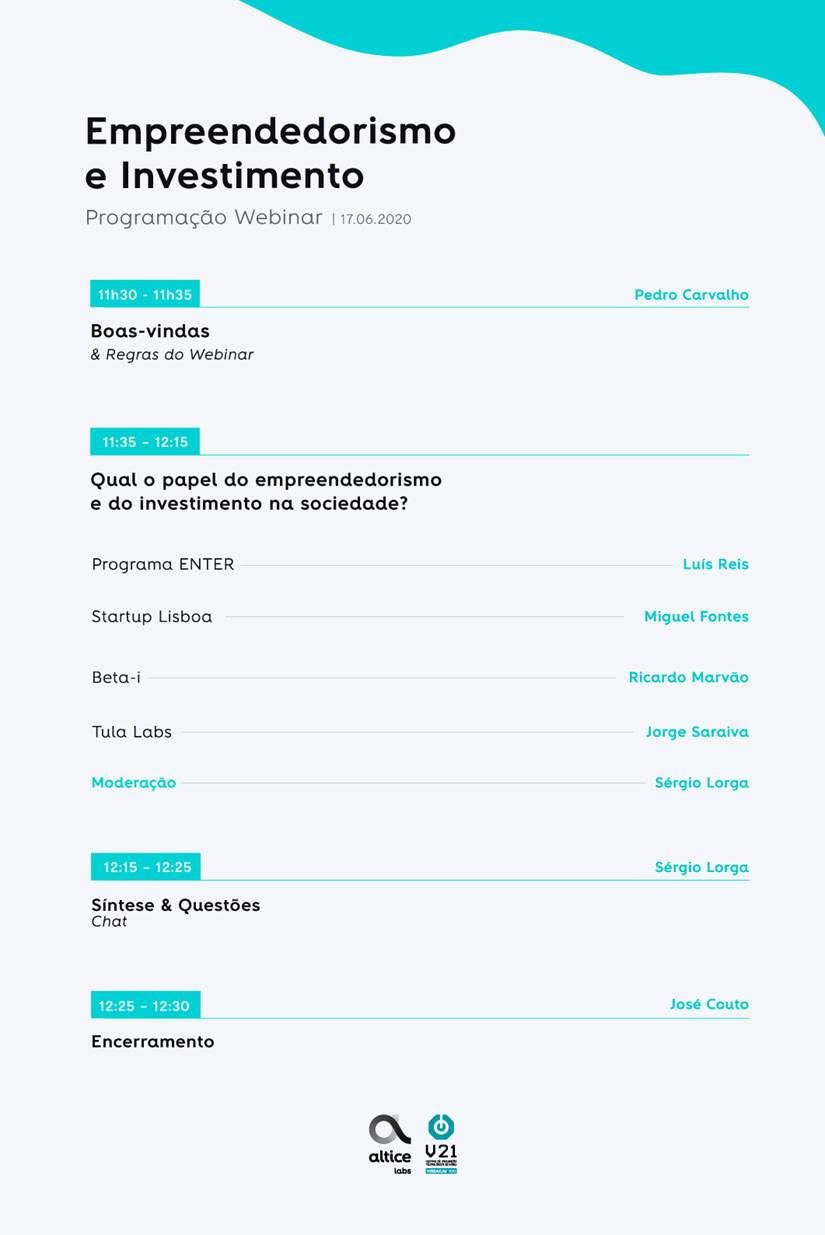 Empreendedorismo
e Investimento
Programação Webinar | 17.06.2020
11h30 - 11h35 Pedro Carvalho
Boas-vindas
& Regras do Webinar
11:35 – 12:15
Qual o papel do empreendedorismo
e do investimento na sociedade?
Programa ENTER Luís Reis
Startup Lisboa Miguel Fontes
Beta-i Ricardo Marvão
Tula Labs Jorge Saraiva
Moderação Sérgio Lorga
12:15 – 12:25 Sérgio Lorga
Síntese & Questões
Chat
12:25 – 12:30 José Couto
Encerramento
altice
labs
V21